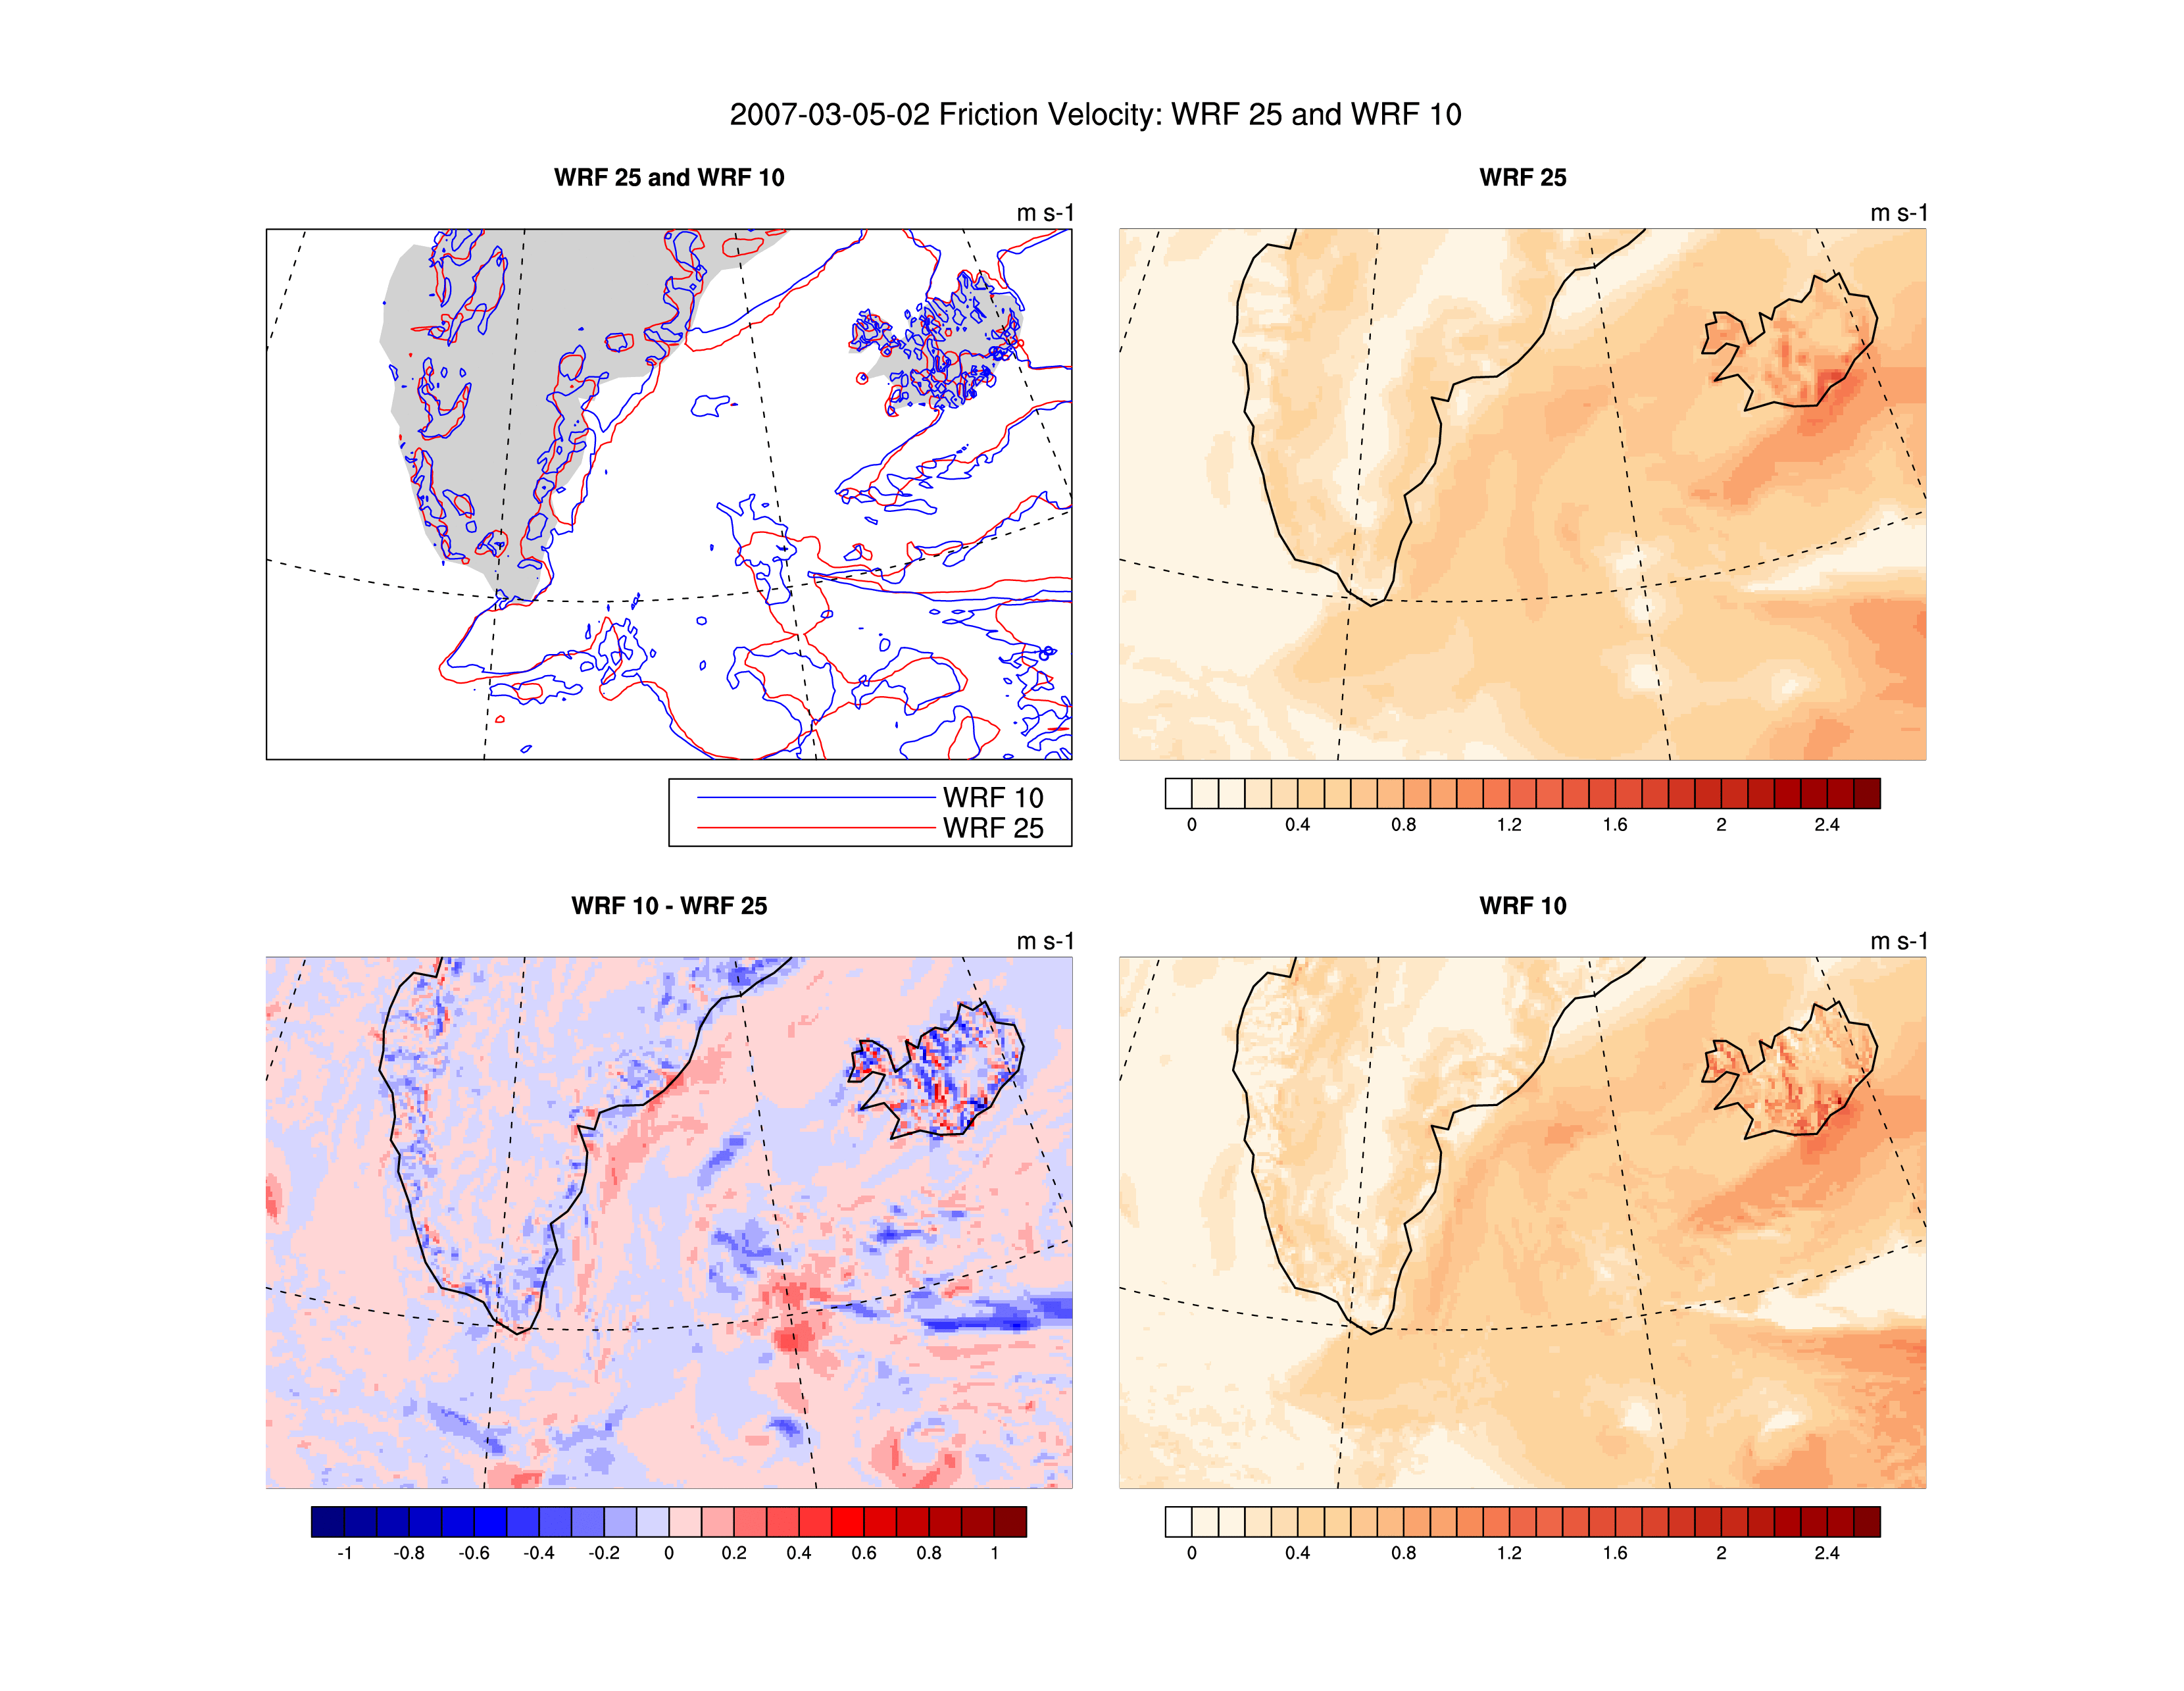 2007-03-05-02 Friction Velocity: WRF 25 and WRF 10
WRF 25 and WRF 10
m s-1
WRF 10
WRF 25
WRF 25
m s-1
0 0.4 0.8 1.2 1.6 2 2.4
WRF 10 - WRF 25
m s-1
-1 -0.8 -0.6 -0.4 -0.2 0 0.2 0.4 0.6 0.8 1
WRF 10
m s-1
0 0.4 0.8 1.2 1.6 2 2.4